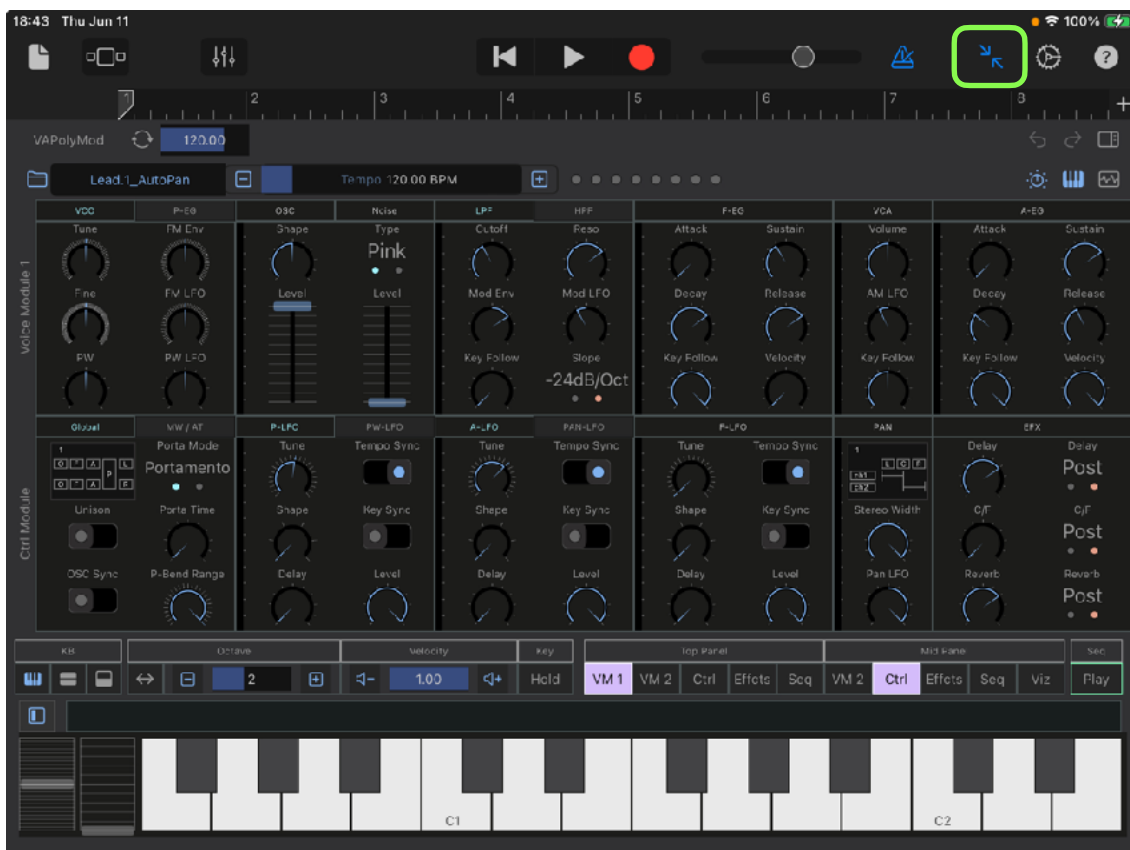 18:43 Thu Jun 11
100%
1 2 3 4 5 6 7 8
VAPolyMod 120.00
Lead.1_AutoPan Tempo 120.00 BPM
VCO P-EG OSC Noise LPF HPF F-EG VCA A-EG
Tune FM Env Shape Type Cutoff Reso Attack Sustain Volume Attack Sustain
Pink
Fine FM LFO Level Level Mod Env Mod LFO Decay Release AM LFO Decay Release
PW PW LFO Key Follow Slope Key Follow Velocity Key Follow Key Follow Velocity
-24dB/Oct
Voice Module 1
Global MW / AT P-LFO PW-LFO A-LFO PAN-LFO F-LFO PAN EFX
Porta Mode Tune Tempo Sync Tune Tempo Sync Tune Tempo Sync Delay Delay
Portamento Post
Unison Porta Time Shape Key Sync Shape Key Sync Shape Key Sync Stereo Width C/F C/F
Post
OSC Sync P-Bend Range Delay Level Delay Level Delay Level Pan LFO Reverb Reverb
Post
Ctrl Module
KB Octave Velocity Key Top Panel Mid Panel Seq
2 1.00 Hold VM 1 VM 2 Ctrl Effcts Seq VM 2 Ctrl Effcts Seq Viz Play
C1 C2